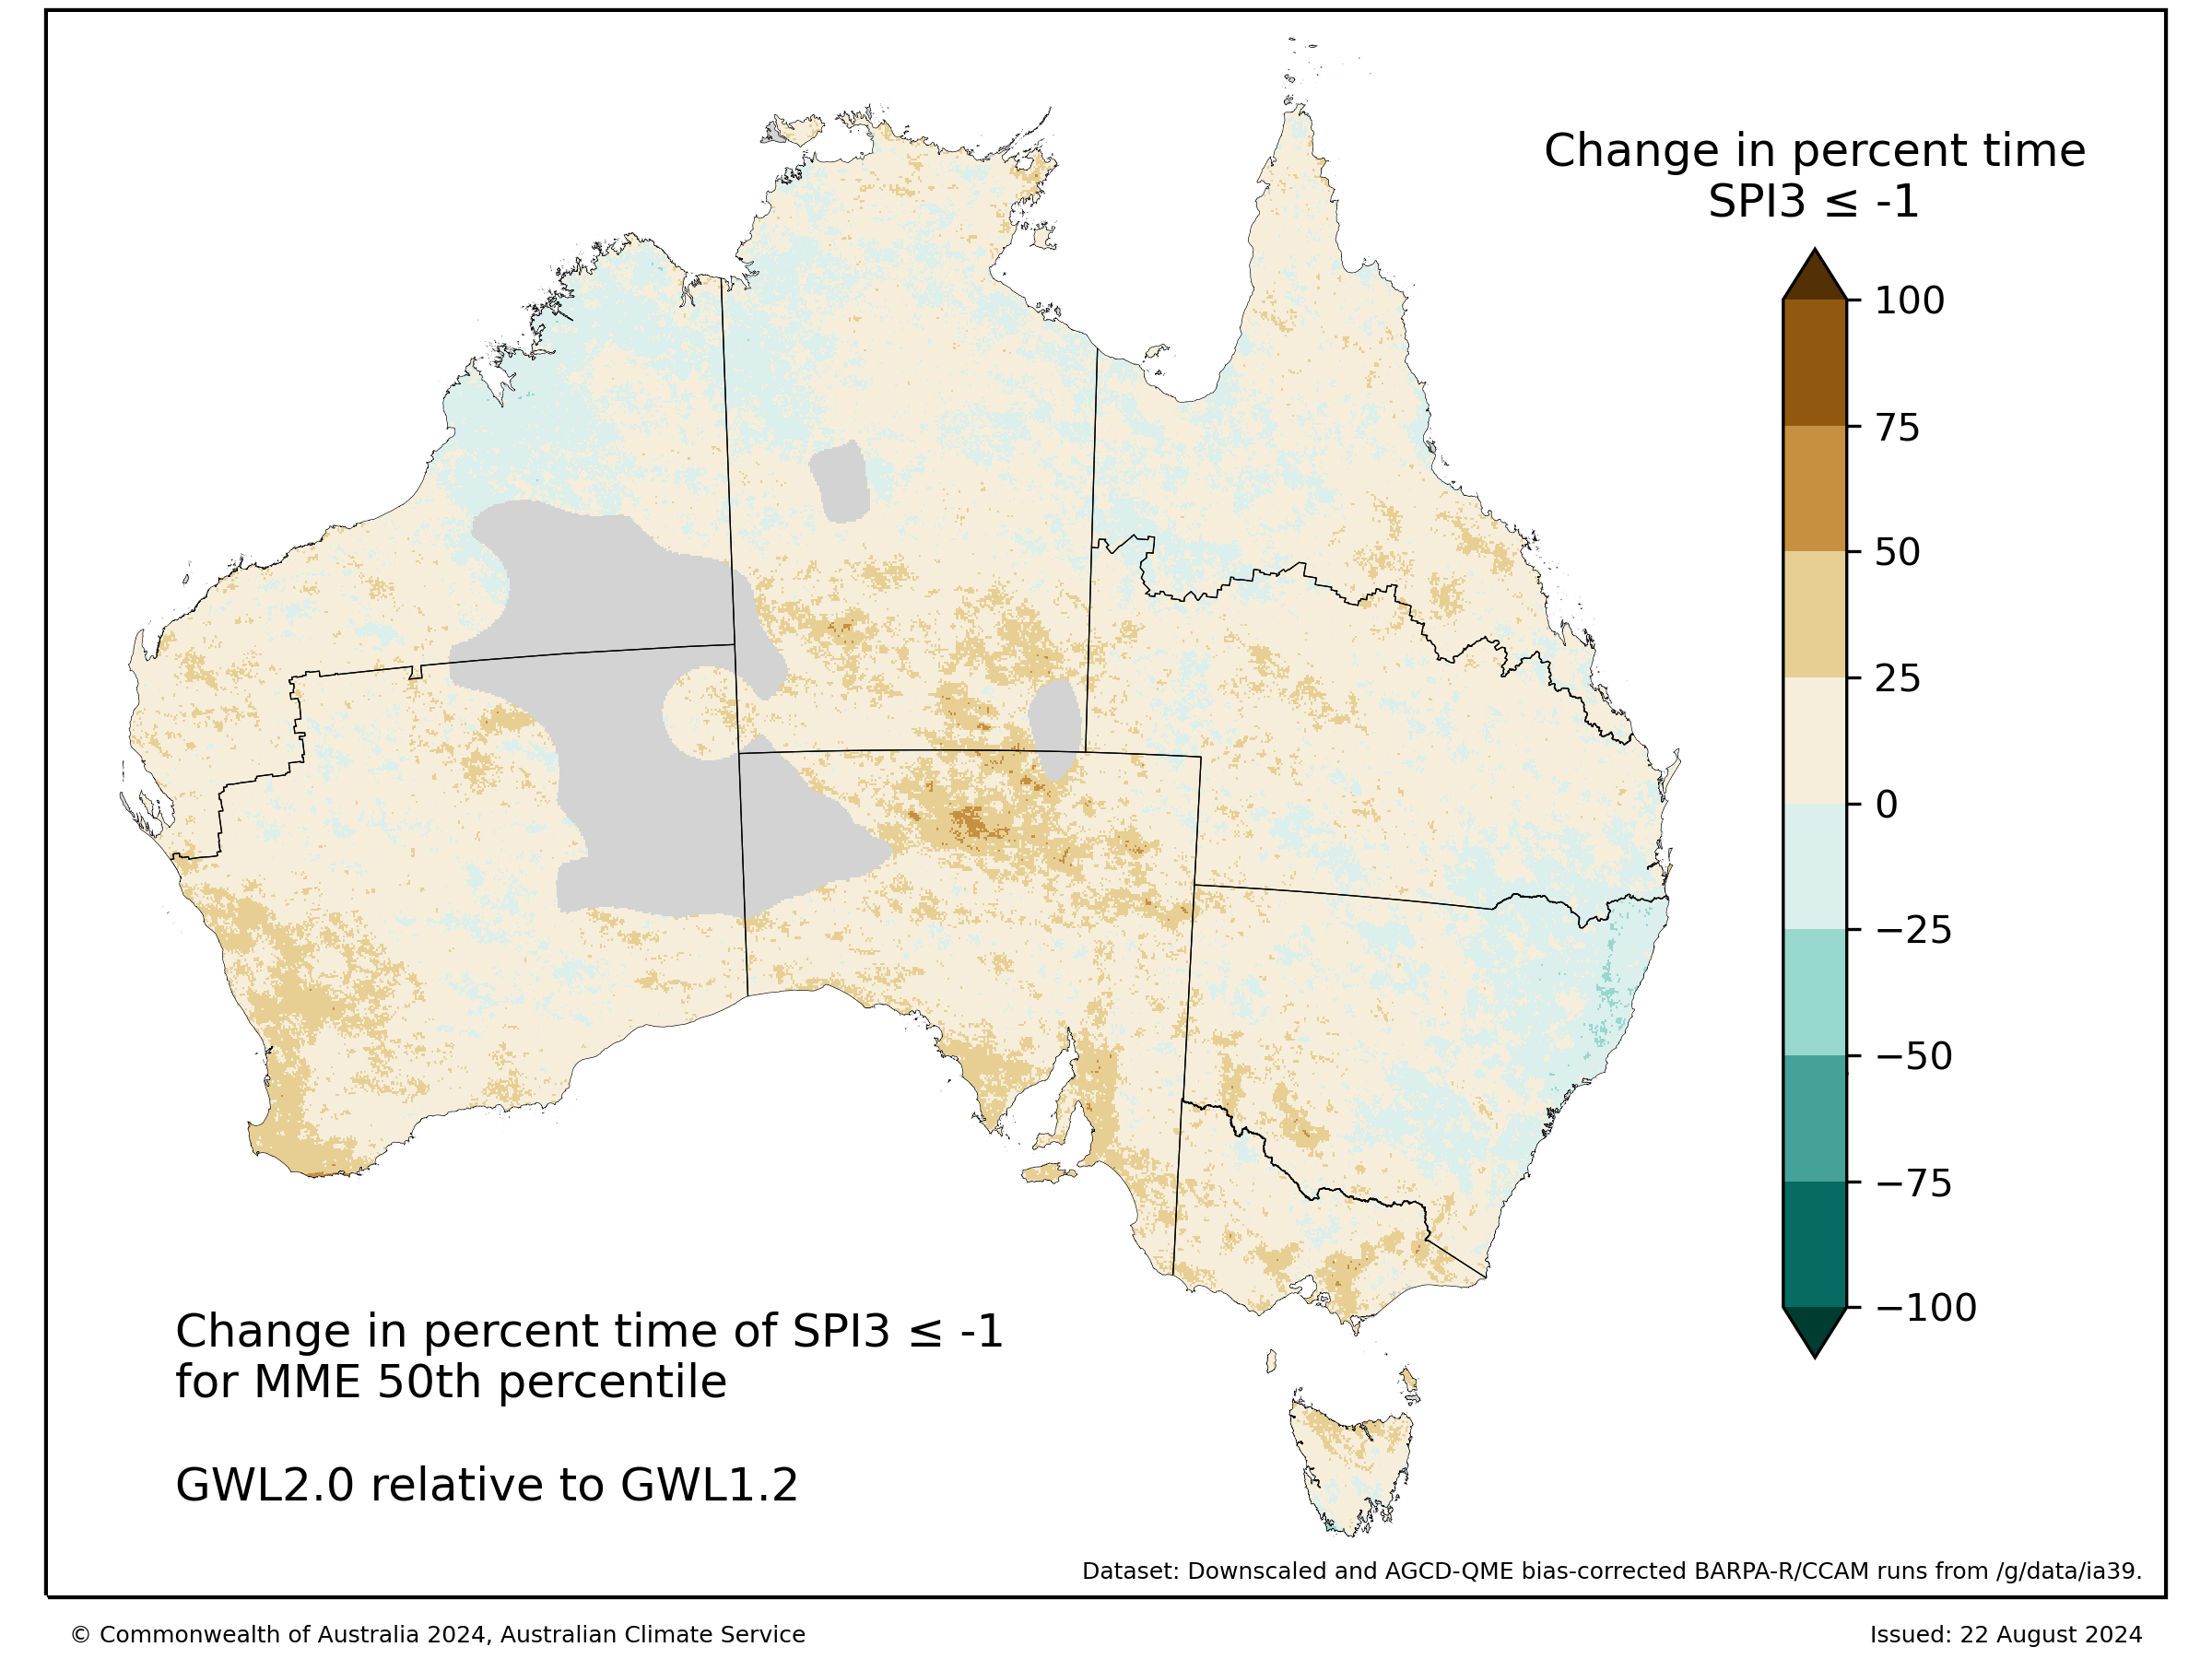 Change in percent time
SPI3 ≤ -1
100
75
50
25
0
−25
−50
−75
−100
Change in percent time of SPI3 ≤ -1
for MME 50th percentile
GWL2.0 relative to GWL1.2
Dataset: Downscaled and AGCD-QME bias-corrected BARPA-R/CCAM runs from /g/data/ia39.
© Commonwealth of Australia 2024, Australian Climate Service
Issued: 22 August 2024